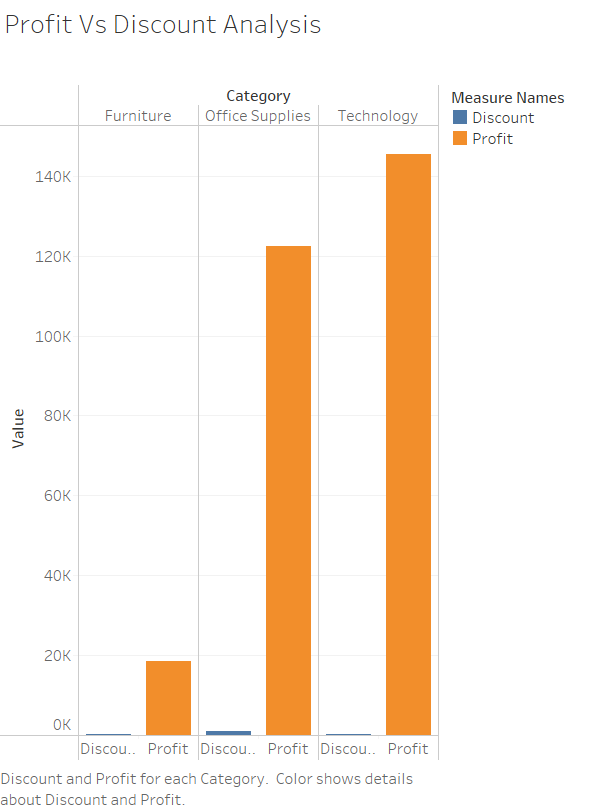 Profit Vs Discount Analysis
Category
Furniture Office Supplies Technology
Measure Names
Discount
Profit
140K
120K
100K
80K
60K
40K
20K
0K
Value
Discou.. Profit Discou.. Profit Discou.. Profit
Discount and Profit for each Category. Color shows details
about Discount and Profit.